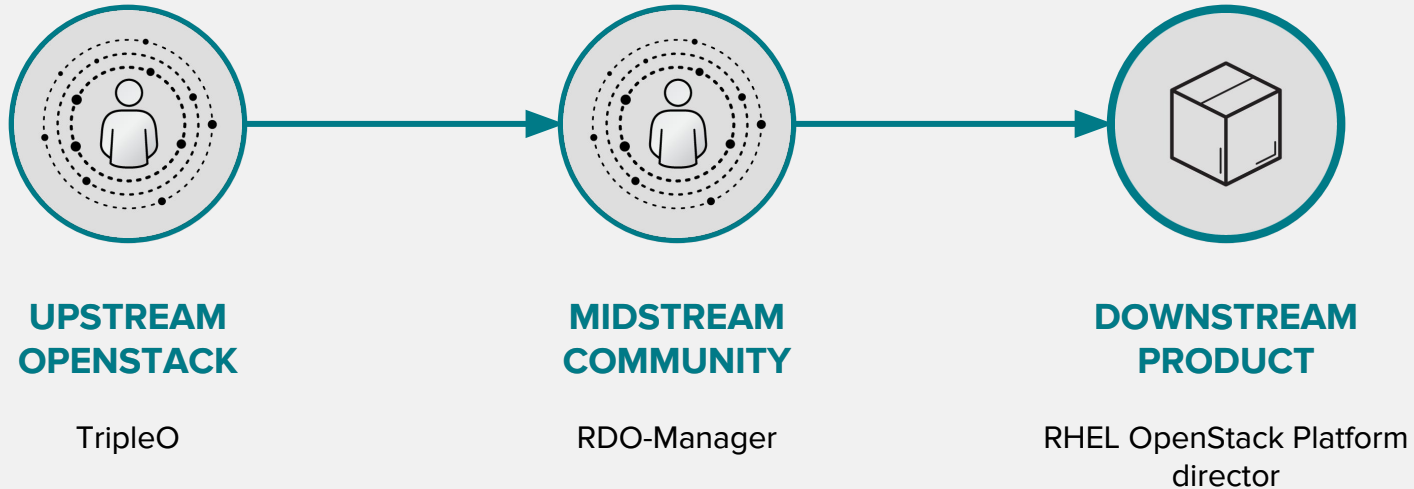 UPSTREAM
OPENSTACK
TripleO
MIDSTREAM
COMMUNITY
RDO-Manager
DOWNSTREAM
PRODUCT
RHEL OpenStack Platform
director